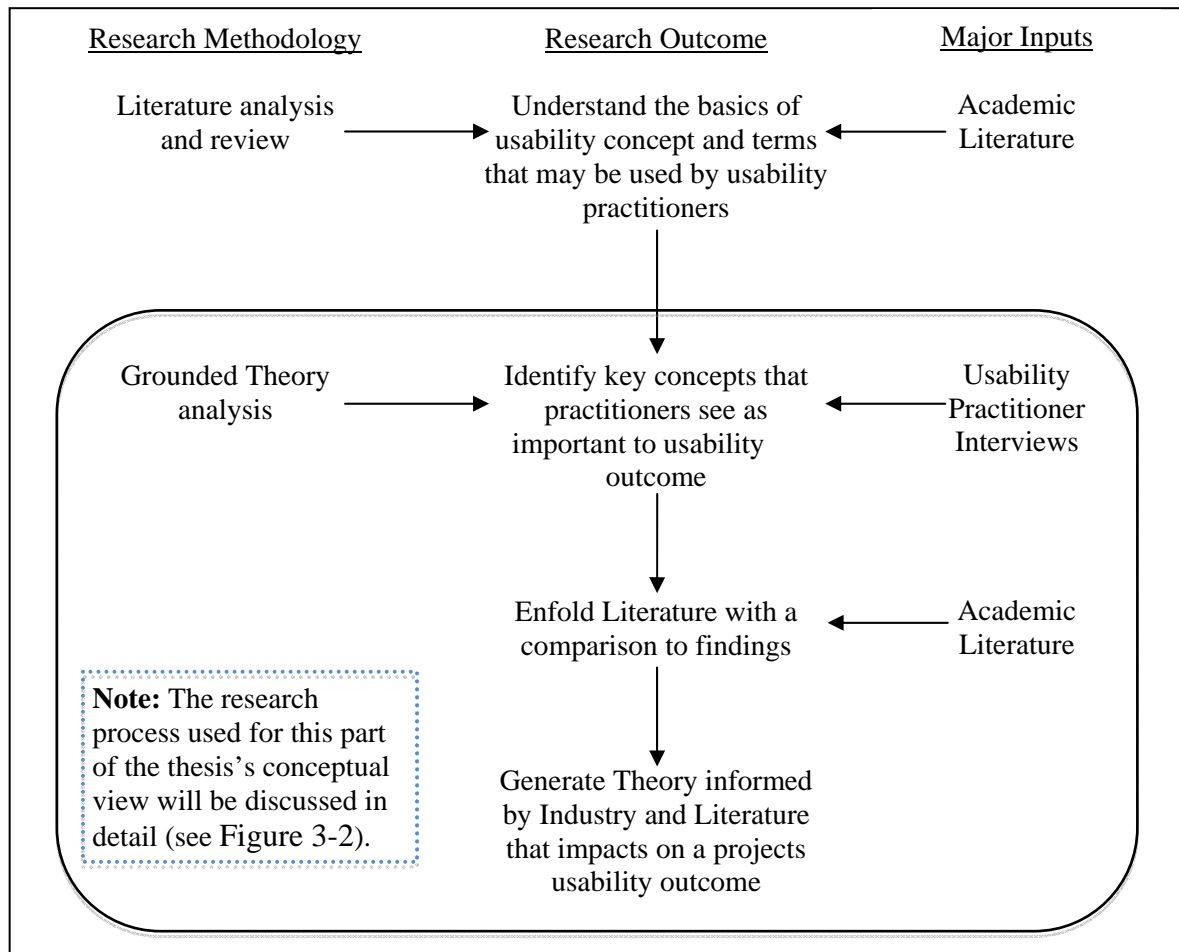 Research Methodology
Research Outcome
Major Inputs
Literature analysis
and review
Understand the basics of
usability concept and terms
that may be used by usability
practitioners
Academic
Literature
Grounded Theory
analysis
Identify key concepts that
practitioners see as
important to usability
outcome
Usability
Practitioner
Interviews
Enfold Literature with a
comparison to findings
Academic
Literature
Note: The research
process used for this part
of the thesis’s conceptual
view will be discussed in
detail (see Figure 3-2).
Generate Theory informed
by Industry and Literature
that impacts on a projects
usability outcome